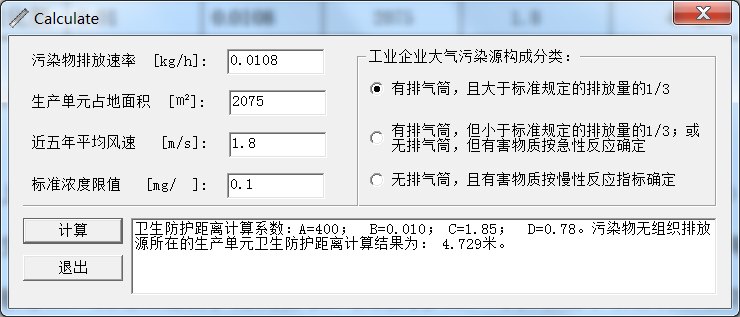 Calculate
污染物排放速率 [kg/h]: 0.0108
生产单元占地面积 [m²]: 2075
近五年平均风速 [m/s]: 1.8
标准浓度限值 [mg/ ]: 0.1
工业企业大气污染源构成分类:
有排气筒，且大于标准规定的排放量的1/3
有排气筒，但小于标准规定的排放量的1/3；或
无排气筒，但有害物质按急性反应确定
无排气筒，且有害物质按慢性反应指标确定
计算
退出
卫生防护距离计算系数：A=400； B=0.010；C=1.85； D=0.78。污染物无组织排放
源所在的生产单元卫生防护距离计算结果为： 4.729米。